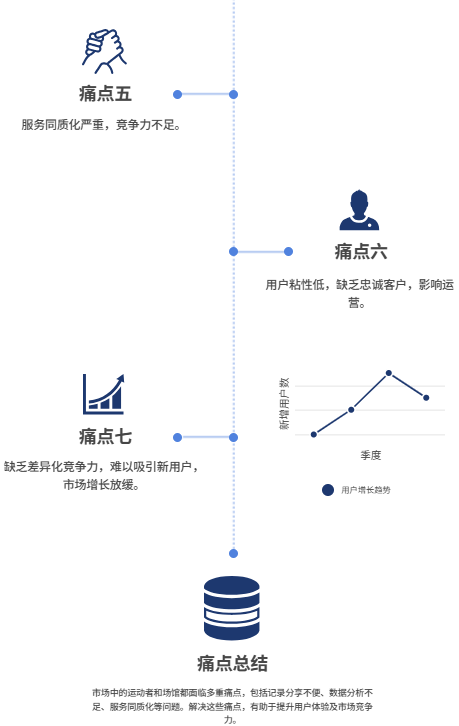 痛点五
服务同质化严重，竞争力不足。
痛点六
用户粘性低，缺乏忠诚客户，影响运
营。
痛点七
缺乏差异化竞争力，难以吸引新用户，
市场增长放缓。
新增用户数
季度
用户增长趋势
痛点总结
市场中的运动者和场馆都面临多重痛点，包括记录分享不便、数据分析不
足、服务同质化等问题。解决这些痛点，有助于提升用户体验及市场竞争
力。